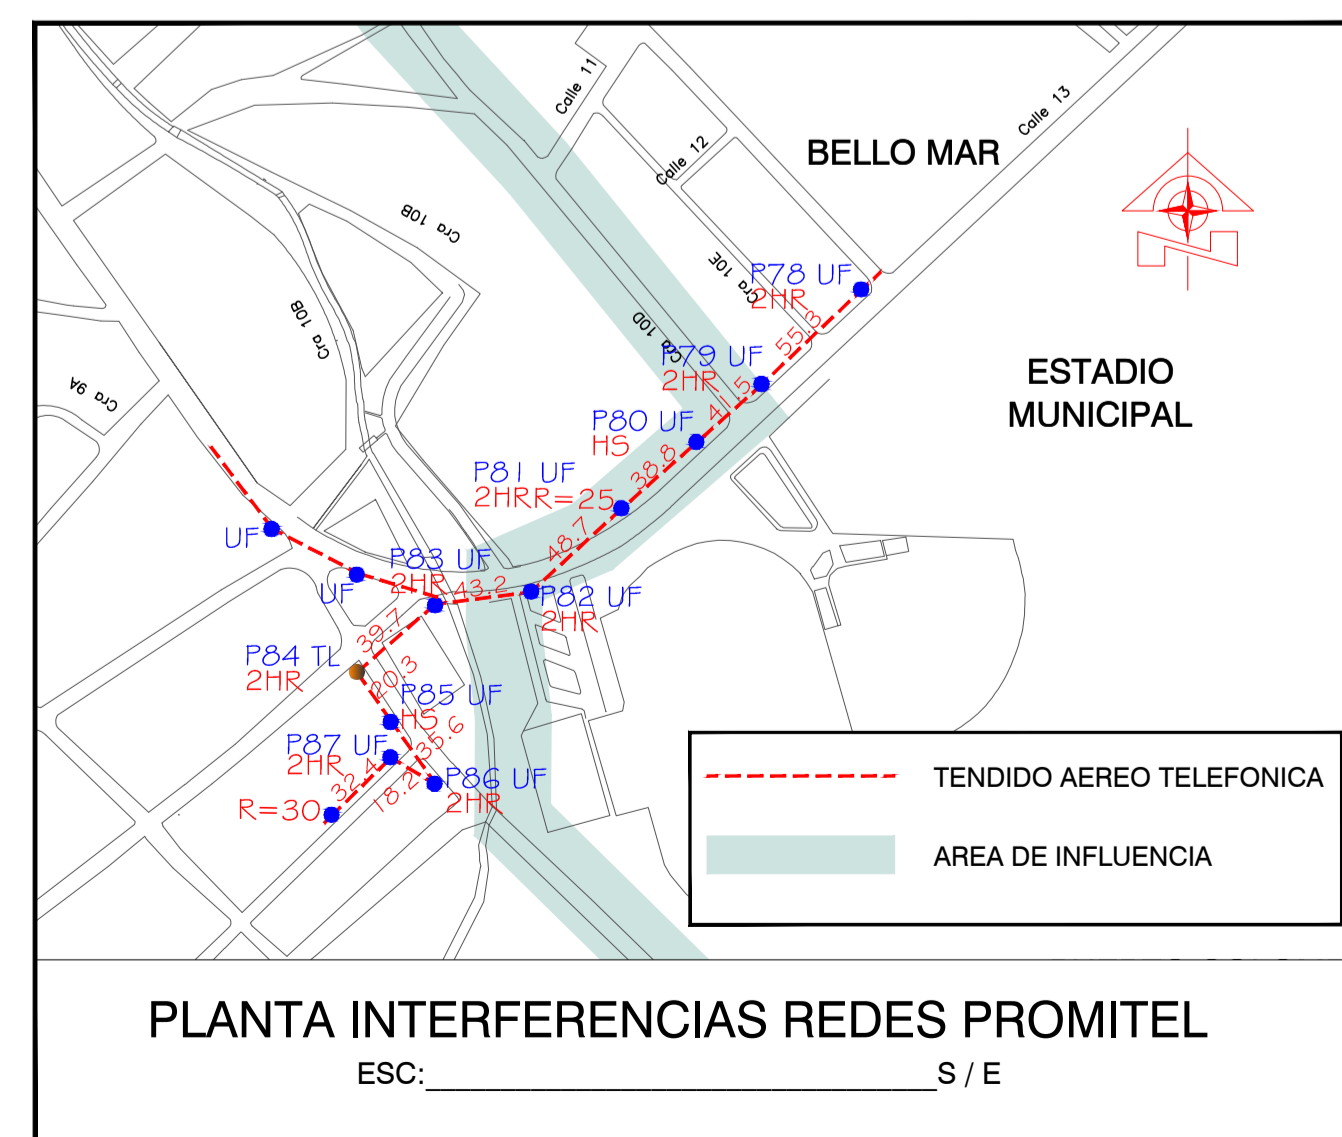 Calle 11
Calle 12
Calle 13
BELLO MAR
Cra 10B
Cra 10B
Cra 10E
Cra 10D
Cra 9A
P78 UF
2HR
55.3
ESTADIO
MUNICIPAL
P79 UF
2HR
41.5
P80 UF
HS
38.8
P81 UF
2HRR=25
48.7
UF
UF
P83 UF
2HR
43.2
P82 UF
2HR
39.7
P84 TL
2HR
20.3
P85 UF
HS
35.6
P87 UF
2HR
32.4
18.2
P86 UF
2HR
R=30
TENDIDO AEREO TELEFONICA
AREA DE INFLUENCIA
PLANTA INTERFERENCIAS REDES PROMITEL
ESC:________________________________S / E